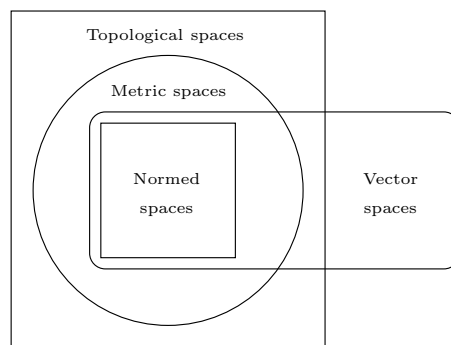 Topological spaces
Metric spaces
Normed
spaces
Vector
spaces